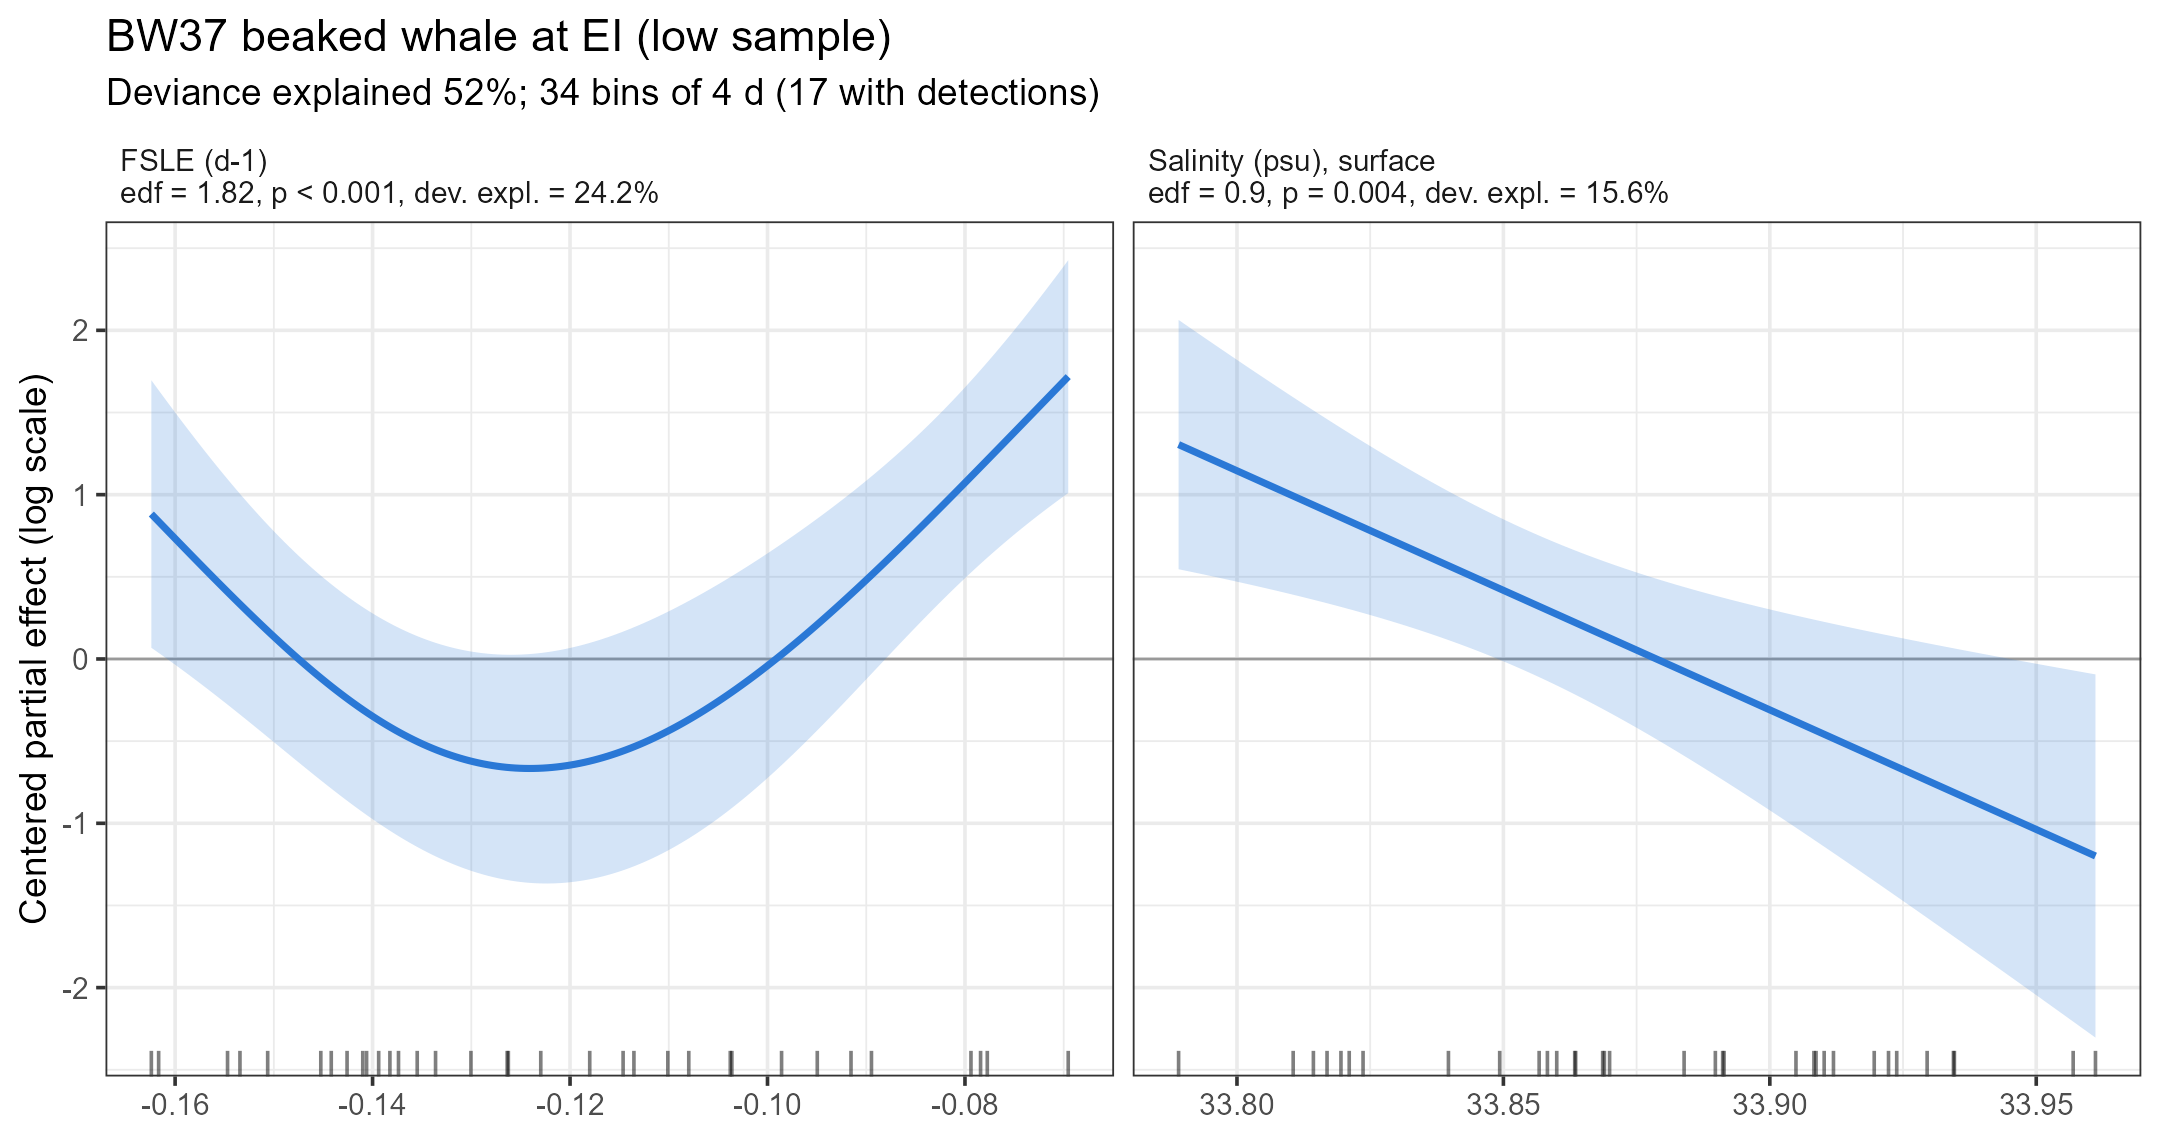 BW37 beaked whale at EI (low sample)
Deviance explained 52%; 34 bins of 4 d (17 with detections)
FSLE (d-1)
edf = 1.82, p < 0.001, dev. expl. = 24.2%
Salinity (psu), surface
edf = 0.9, p = 0.004, dev. expl. = 15.6%
Centered partial effect (log scale)
2
1
0
-1
-2
-0.16 -0.14 -0.12 -0.10 -0.08
33.80 33.85 33.90 33.95